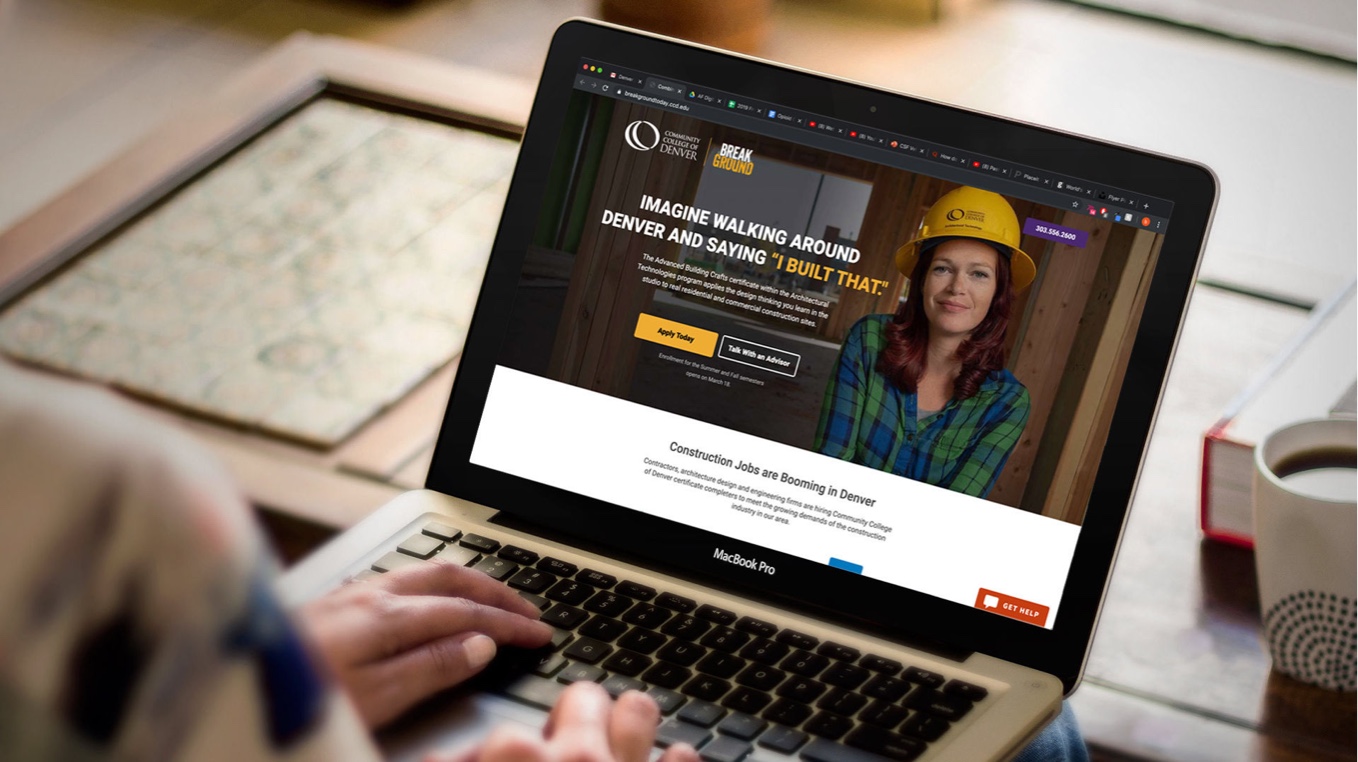 Denver
Combin
breakgroundtoday.ccd.edu
COMMUNITY
COLLEGE OF
DENVER
BREAK
GROUND
303.556.2600
IMAGINE WALKING AROUND
DENVER AND SAYING "I BUILT THAT."
The Advanced Building Crafts certificate within the Architectural
Technologies program applies the design thinking you learn in the
studio to real residential and commercial construction sites.
Apply Today
Talk With an Advisor
Enrollment for the Summer and Fall semesters
opens on March 18.
Construction Jobs are Booming in Denver
Contractors, architecture design and engineering firms are hiring Community College
of Denver certificate completers to meet the growing demands of the construction
industry in our area.
GET HELP
MacBook Pro